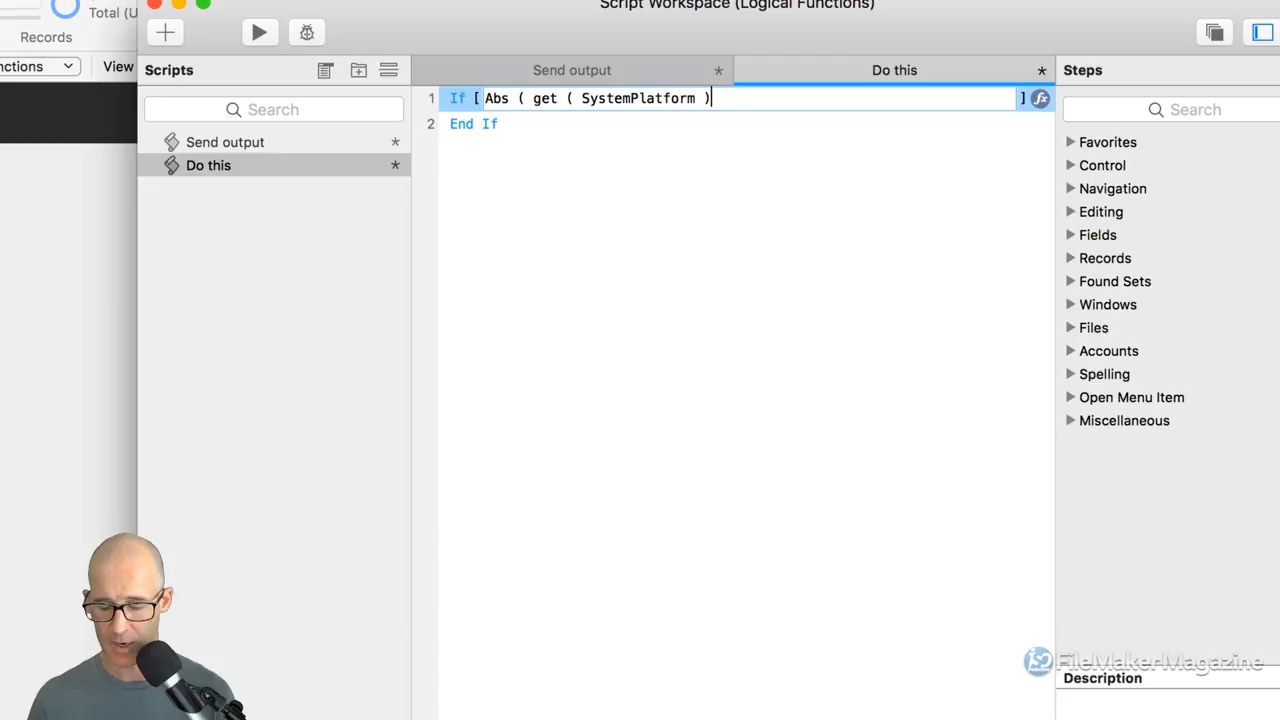 Script Workspace (Logical Functions)
Total (U
Records
nctions
View
Scripts
Search
Send output *
Do this *
Send output *
Do this *
1 If [ Abs ( get ( SystemPlatform ) ] fx
2 End If
Steps
Search
Favorites
Control
Navigation
Editing
Fields
Records
Found Sets
Windows
Files
Accounts
Spelling
Open Menu Item
Miscellaneous
iso FileMakerMagazine
Description